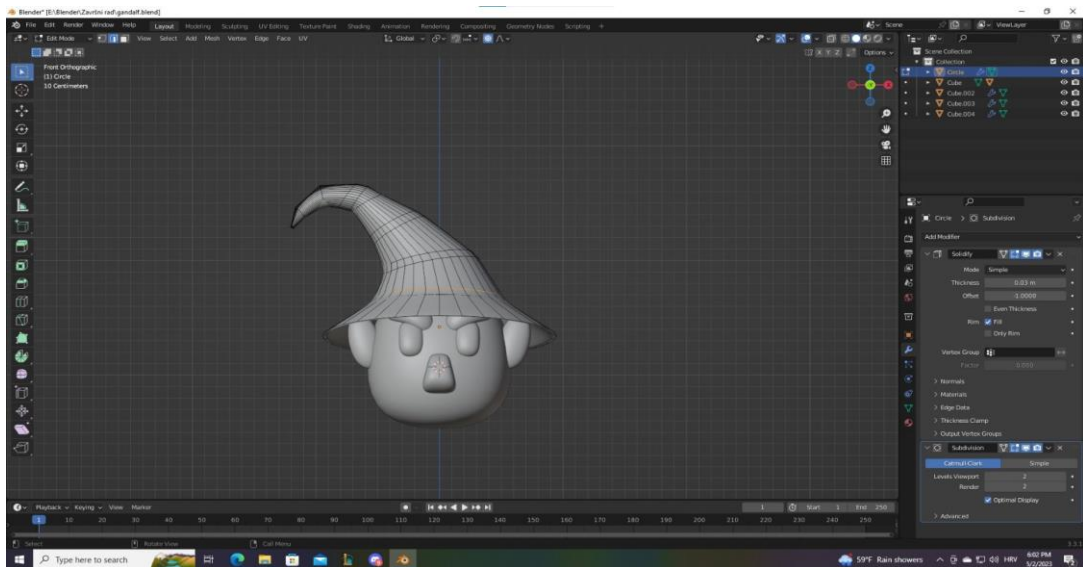 Blender* [E:\Blender\Zavrtni rad\gandalf.blend]
File Edit Render Window Help Layout Modeling Sculpting UV Editing Texture Paint Shading Animation Rendering Compositing Geometry Nodes Scripting + Scene ViewLayer
Edit Mode View Select Add Mesh Vertex Edge Face UV Global
X Y Z Options
Front Orthographic
(1) Circle
10 Centimeters
Scene Collection
Collection
Circle
Cube
Cube.002
Cube.003
Cube.004
Circle > Subdivision
Add Modifier
Solidify
Mode Simple
Thickness 0.03 m
Offset -1.0000
Even Thickness
Rim Fill
Only Rim
Vertex Group
Factor 0.000
> Normals
> Materials
> Edge Data
> Thickness Clamp
> Output Vertex Groups
Subdivision
Catmull-Clark Simple
Levels Viewport 2
Render 2
Optimal Display
> Advanced
Playback Keying View Marker 1 Start 1 End 250
1 10 20 30 40 50 60 70 80 90 100 110 120 130 140 150 160 170 180 190 200 210 220 230 240 250
Select Rotate View Call Menu 3.3.1
Type here to search 59°F Rain showers HRV 6:02 PM
5/2/2023